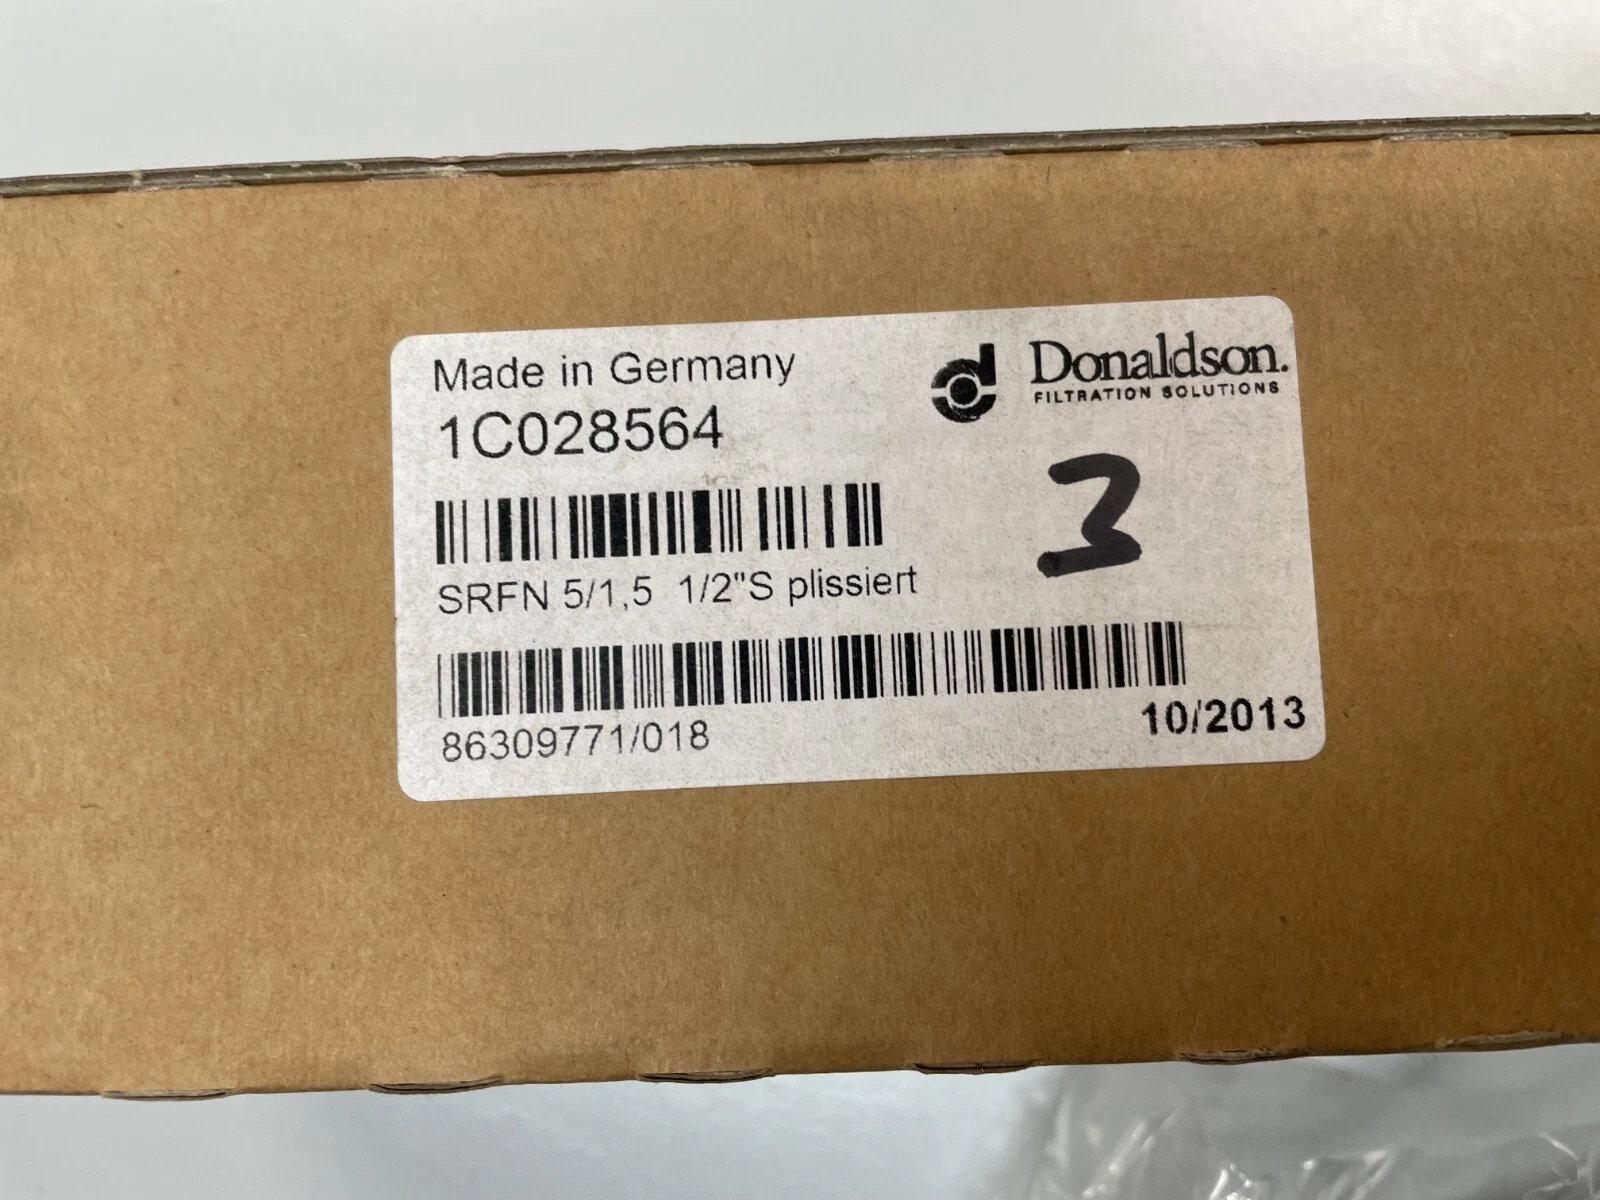 Made in Germany
Donaldson.
FILTRATION SOLUTIONS
1C028564
3
SRFN 5/1,5 1/2"S plissiert
86309771/018
10/2013